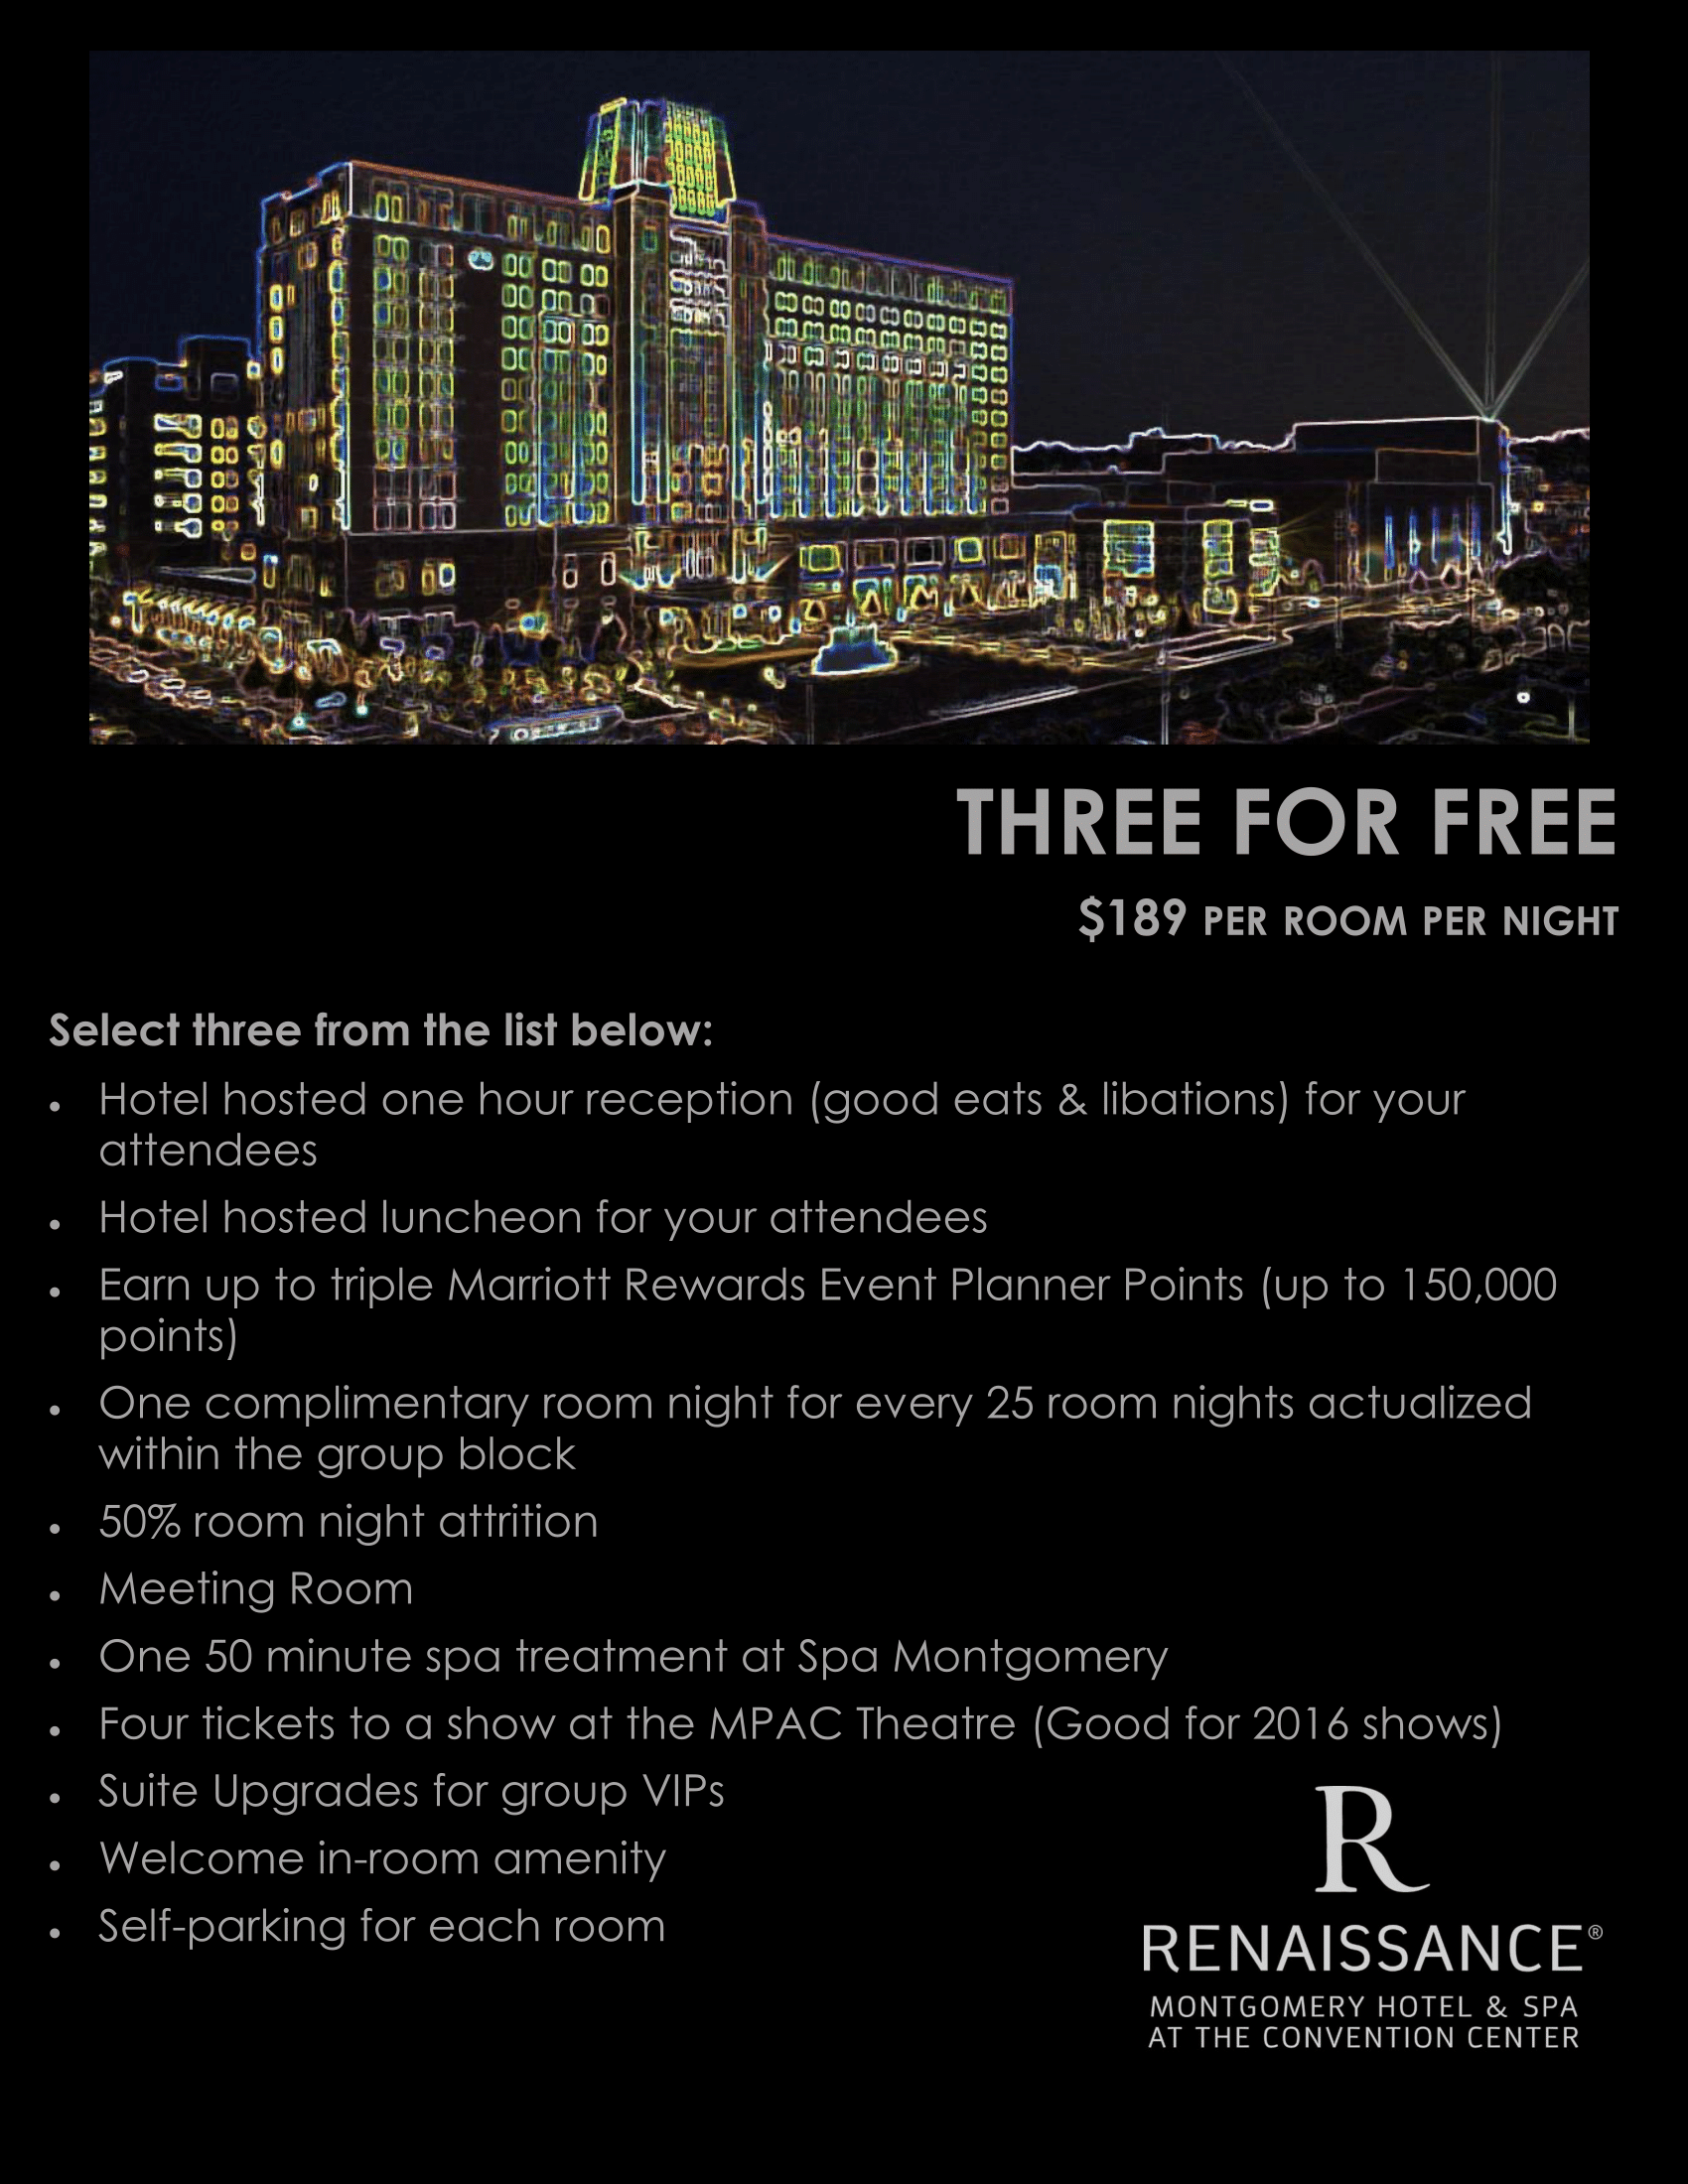 THREE FOR FREE
$189 PER ROOM PER NIGHT
Select three from the list below:
• Hotel hosted one hour reception (good eats & libations) for your
attendees
• Hotel hosted luncheon for your attendees
• Earn up to triple Marriott Rewards Event Planner Points (up to 150,000
points)
• One complimentary room night for every 25 room nights actualized
within the group block
• 50% room night attrition
• Meeting Room
• One 50 minute spa treatment at Spa Montgomery
• Four tickets to a show at the MPAC Theatre (Good for 2016 shows)
• Suite Upgrades for group VIPs
• Welcome in-room amenity
• Self-parking for each room
R
RENAISSANCE®
MONTGOMERY HOTEL & SPA
AT THE CONVENTION CENTER